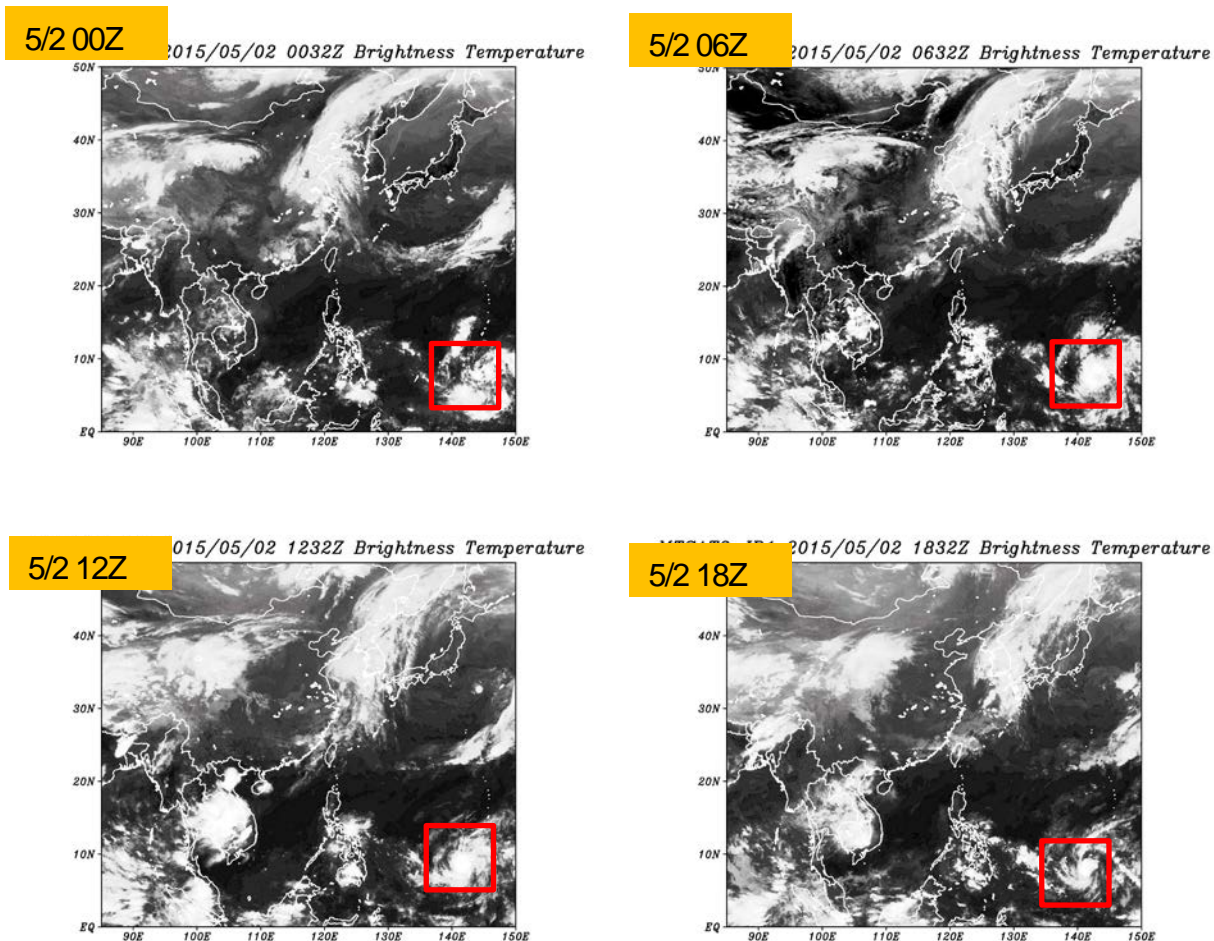 5/2 00Z
2015/05/02 0032Z Brightness Temperature
50N
40N
30N
20N
10N
EQ
90E 100E 110E 120E 130E 140E 150E
5/2 06Z
2015/05/02 0632Z Brightness Temperature
50N
40N
30N
20N
10N
EQ
90E 100E 110E 120E 130E 140E 150E
5/2 12Z
015/05/02 1232Z Brightness Temperature
40N
30N
20N
10N
EQ
90E 100E 110E 120E 130E 140E 150E
5/2 18Z
2015/05/02 1832Z Brightness Temperature
40N
30N
20N
10N
EQ
90E 100E 110E 120E 130E 140E 150E